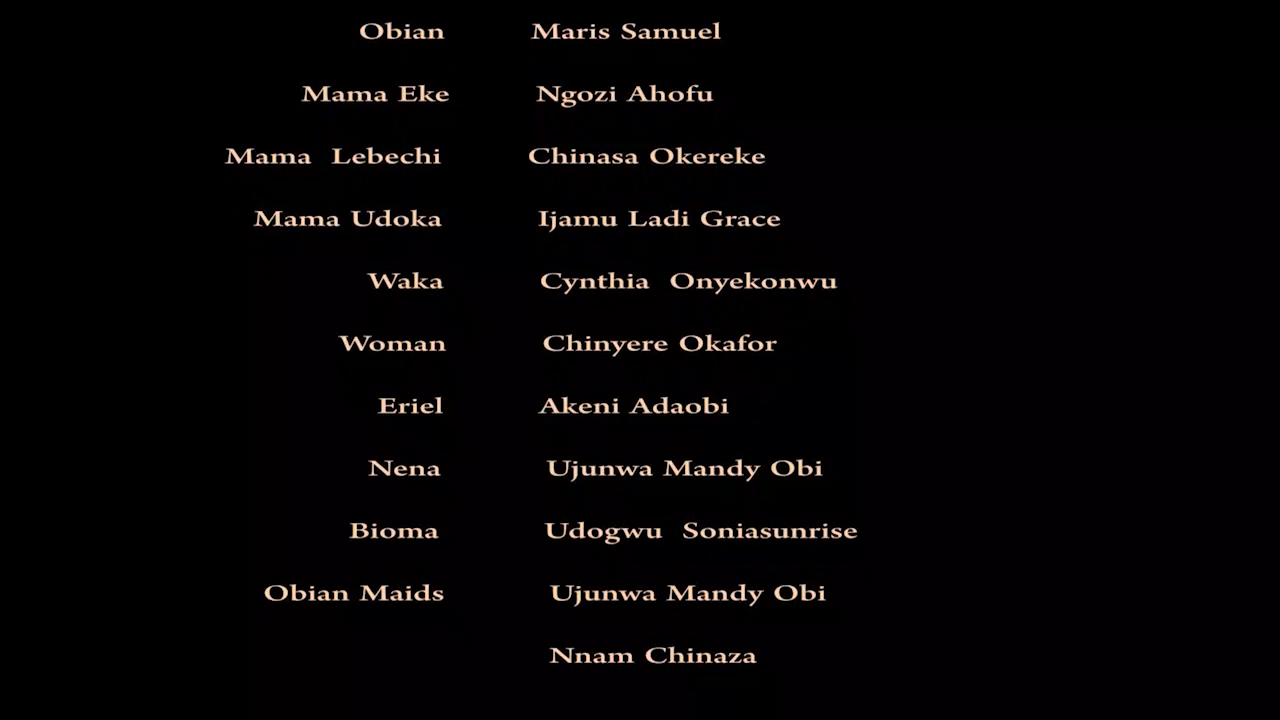 Obian Maris Samuel
Mama Eke Ngozi Ahofu
Mama Lebechi Chinasa Okereke
Mama Udoka Ijamu Ladi Grace
Waka Cynthia Onyekonwu
Woman Chinyere Okafor
Eriel Akeni Adaobi
Nena Ujunwa Mandy Obi
Bioma Udogwu Soniasunrise
Obian Maids Ujunwa Mandy Obi
Nnam Chinaza